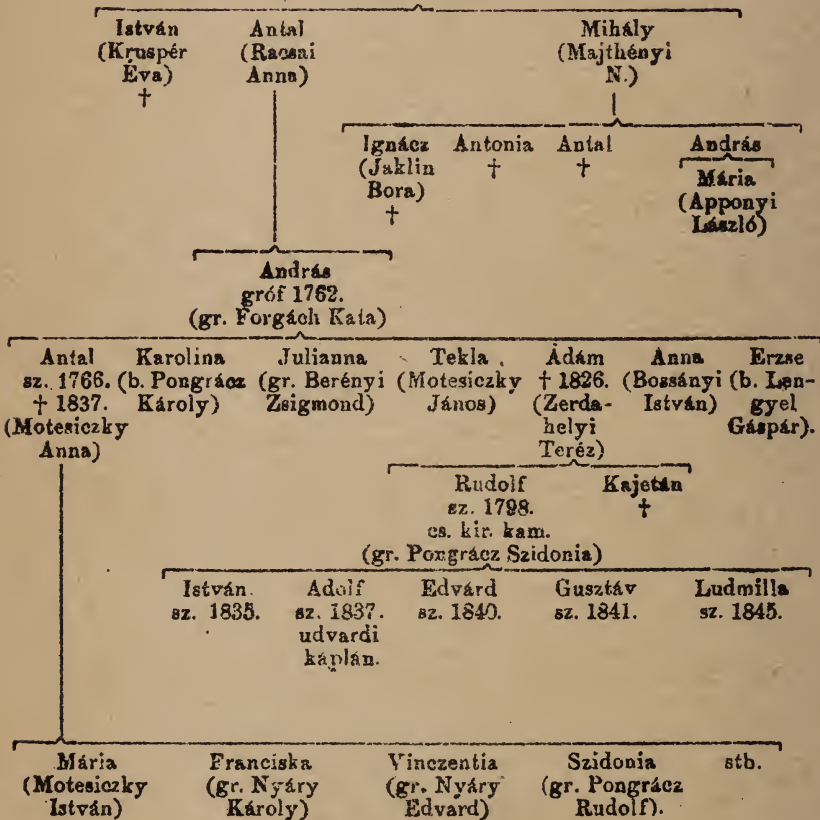 István Antal Mihály
(Kruspér (Racsai (Majthényi
Éva) Anna) N.)
†
Ignácz Antonia Antal András
(Jaklin † † Mária
Bora) (Apponyi
† László)
András
gróf 1762.
(gr. Forgách Kata)
Antal Karolina Julianna Tekla Ádám Anna Erzse
sz. 1766. (b. Pongrácz (gr. Berényi (Motesiczky † 1826. (Bossányi (b. Len-
† 1837. Károly) Zsigmond) János) (Zerda- István) gyel
(Motesiczky helyi Gáspár).
Anna) Teréz)
Rudolf Kajetán
sz. 1798. †
cs. kir. kam.
(gr. Pongrácz Szidonia)
István. Adolf Edvárd Gusztáv Ludmilla
sz. 1835. sz. 1837. sz. 1840. sz. 1841. sz. 1845.
udvardi
káplán.
Mária Franciska Vinczentia Szidonia stb.
(Motesiczky (gr. Nyáry (gr. Nyáry (gr. Pongrácz
István) Károly) Edvard) Rudolf).